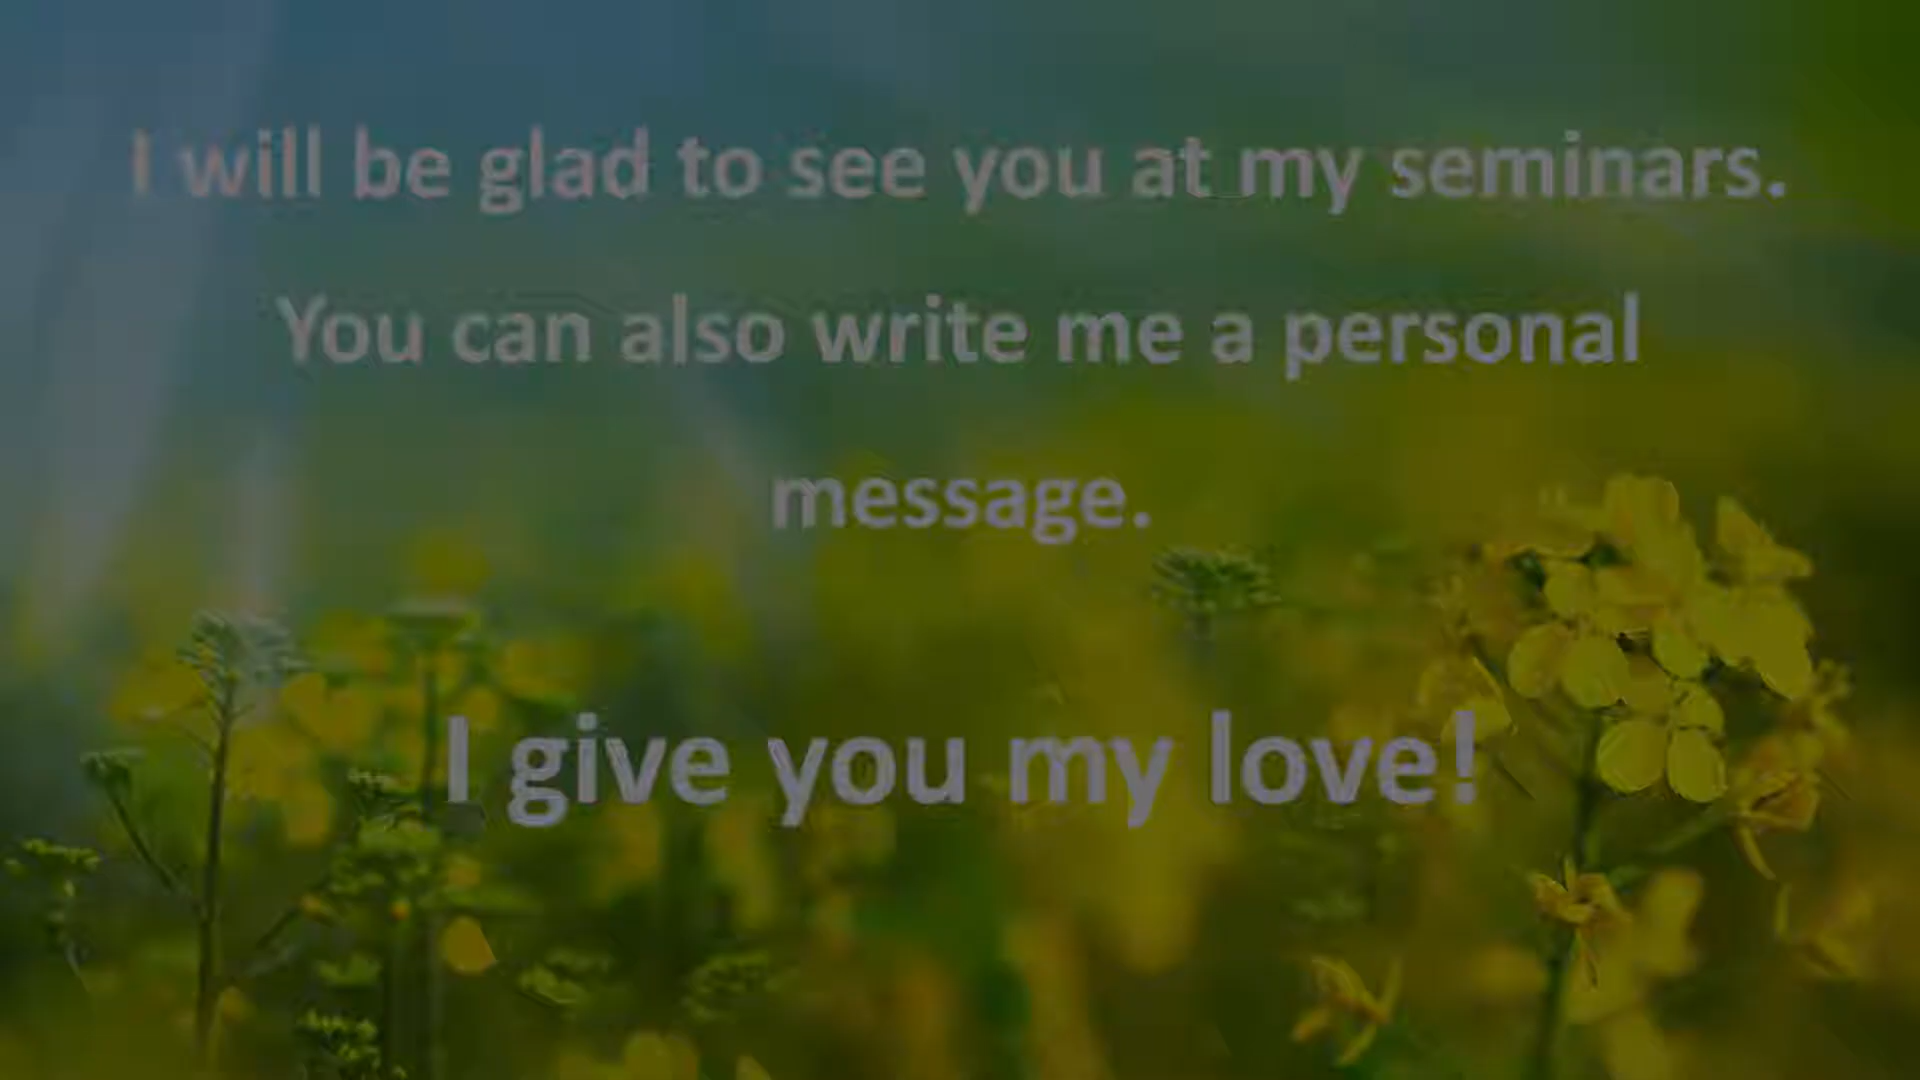 I will be glad to see you at my seminars.
You can also write me a personal
message.
I give you my love!